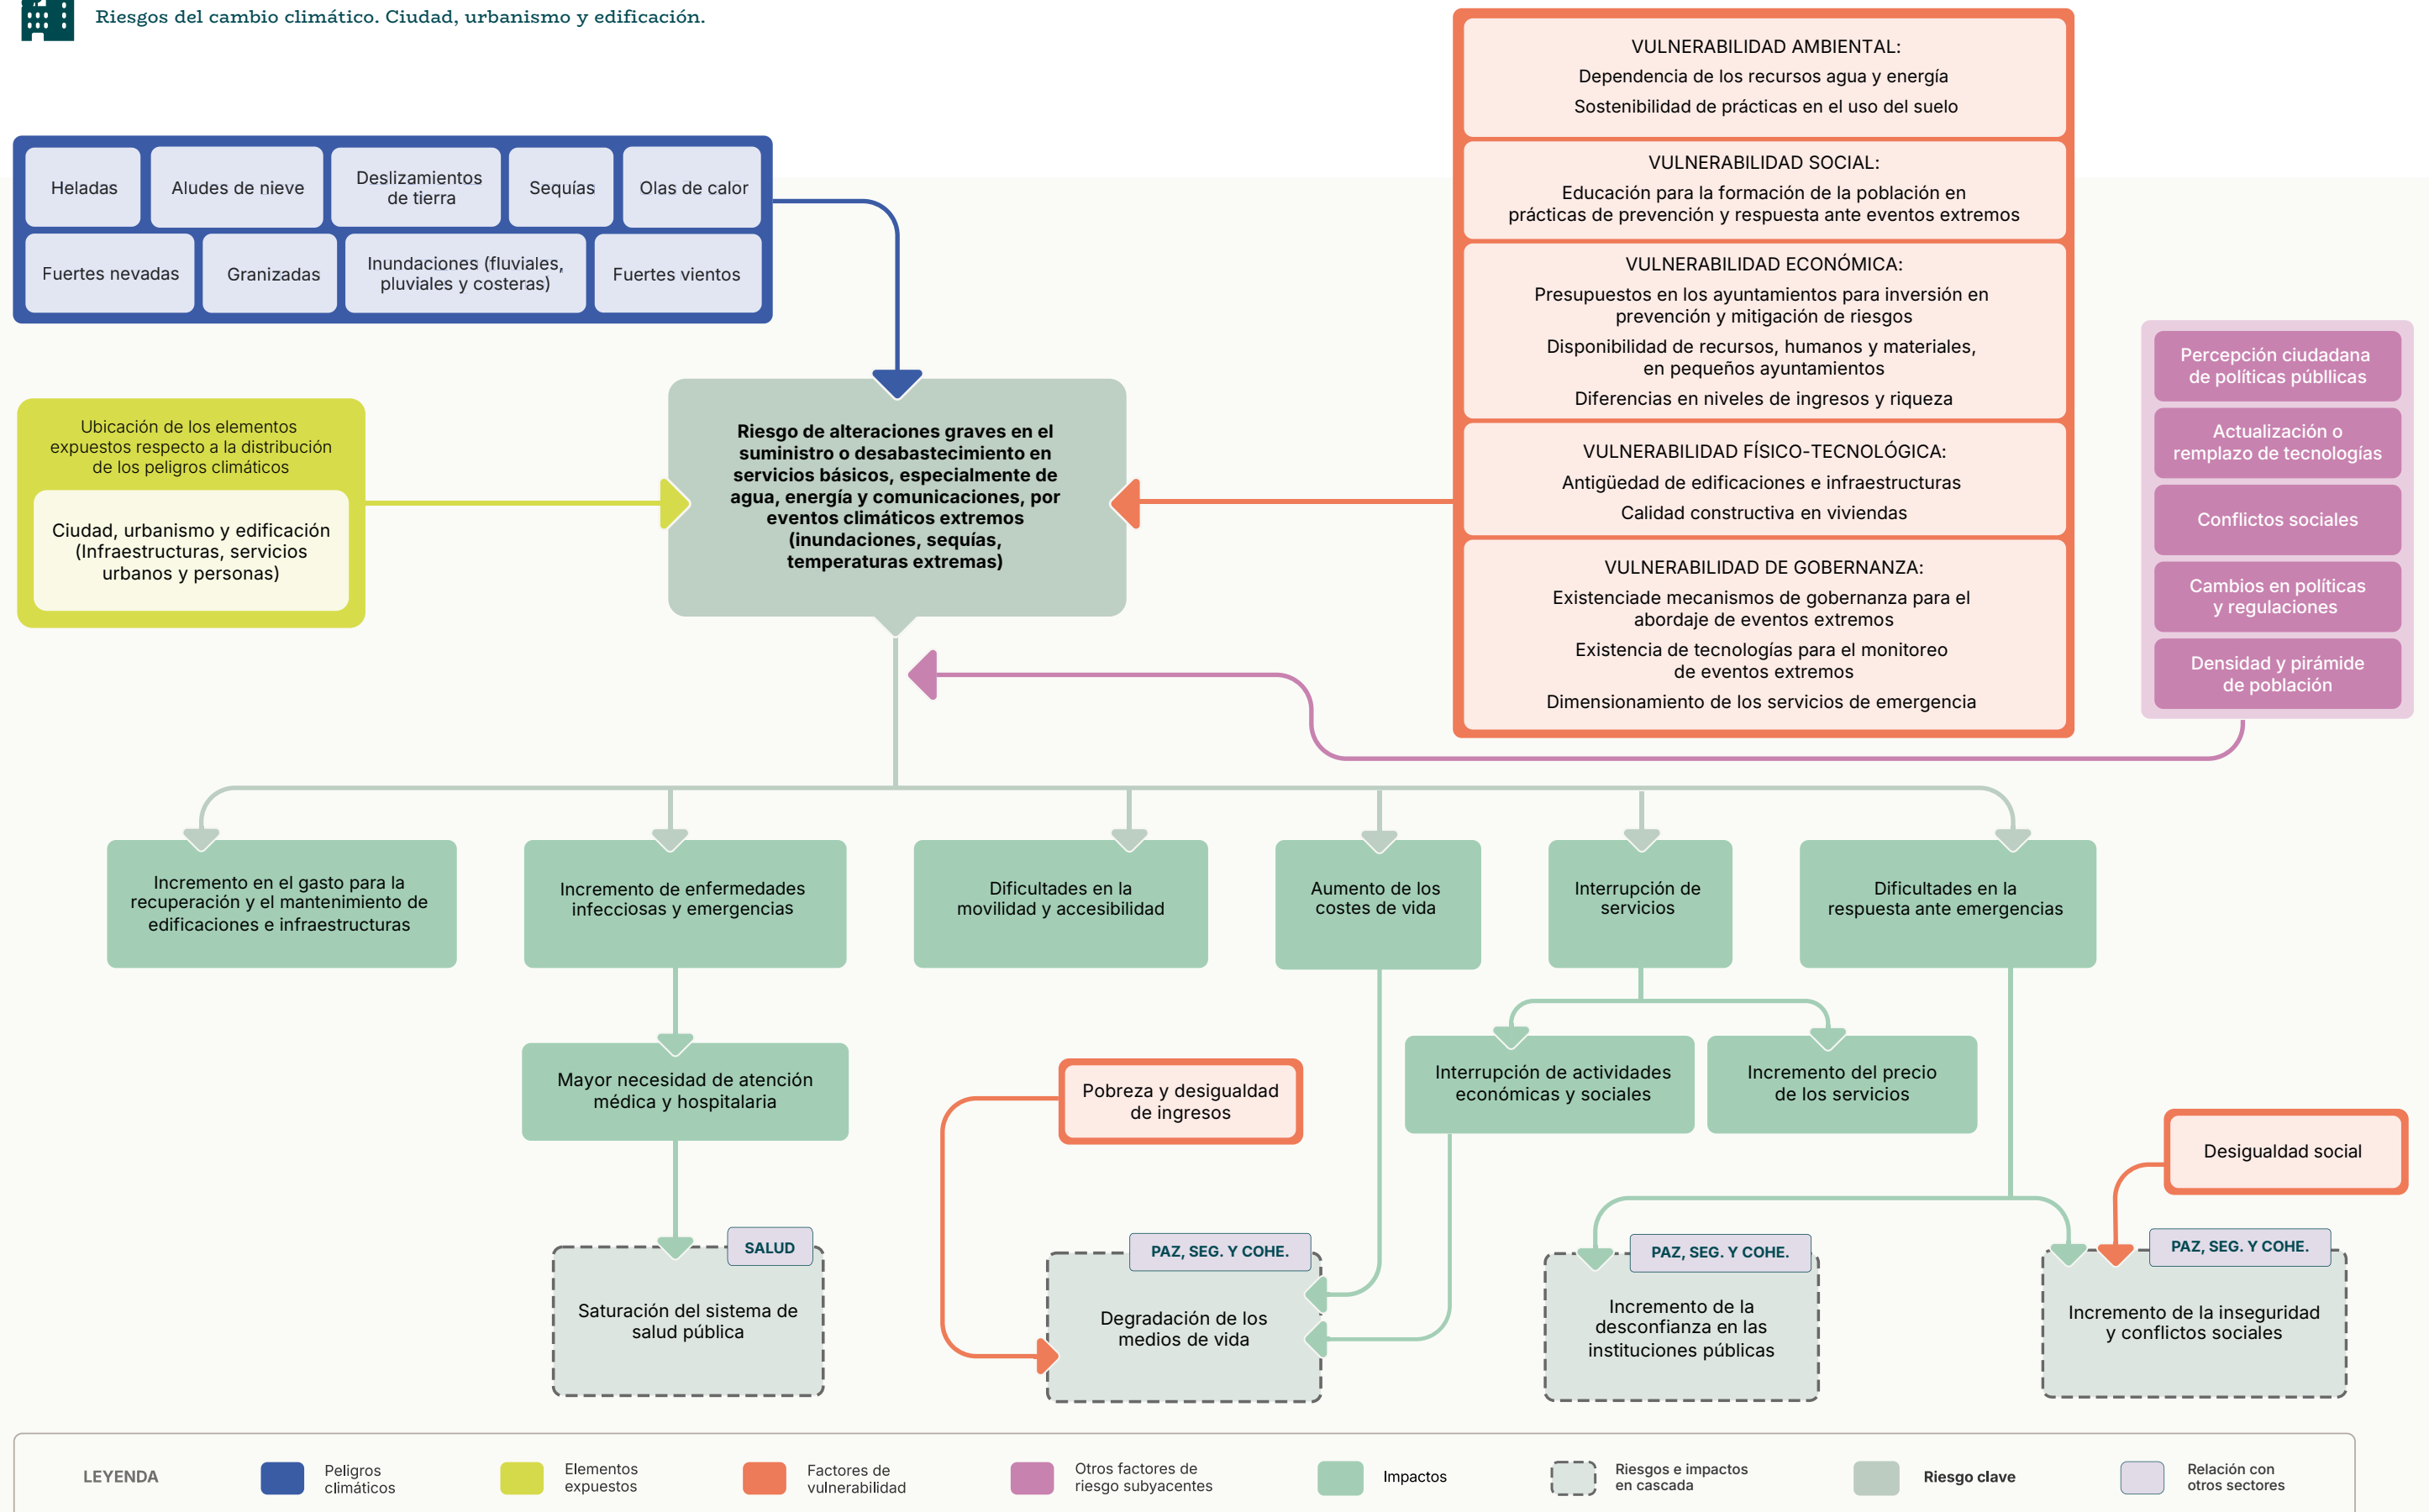 Riesgos del cambio climático. Ciudad, urbanismo y edificación.
Heladas
Aludes de nieve
Deslizamientos
de tierra
Sequías
Olas de calor
Fuertes nevadas
Granizadas
Inundaciones (fluviales,
pluviales y costeras)
Fuertes vientos
Ubicación de los elementos
expuestos respecto a la distribución
de los peligros climáticos
Ciudad, urbanismo y edificación
(Infraestructuras, servicios
urbanos y personas)
Riesgo de alteraciones graves en el
suministro o desabastecimiento en
servicios básicos, especialmente de
agua, energía y comunicaciones, por
eventos climáticos extremos
(inundaciones, sequías,
temperaturas extremas)
VULNERABILIDAD AMBIENTAL:
Dependencia de los recursos agua y energía
Sostenibilidad de prácticas en el uso del suelo
VULNERABILIDAD SOCIAL:
Educación para la formación de la población en
prácticas de prevención y respuesta ante eventos extremos
VULNERABILIDAD ECONÓMICA:
Presupuestos en los ayuntamientos para inversión en
prevención y mitigación de riesgos
Disponibilidad de recursos, humanos y materiales,
en pequeños ayuntamientos
Diferencias en niveles de ingresos y riqueza
VULNERABILIDAD FÍSICO-TECNOLÓGICA:
Antigüedad de edificaciones e infraestructuras
Calidad constructiva en viviendas
VULNERABILIDAD DE GOBERNANZA:
Existenciade mecanismos de gobernanza para el
abordaje de eventos extremos
Existencia de tecnologías para el monitoreo
de eventos extremos
Dimensionamiento de los servicios de emergencia
Percepción ciudadana
de políticas públlicas
Actualización o
remplazo de tecnologías
Conflictos sociales
Cambios en políticas
y regulaciones
Densidad y pirámide
de población
Incremento en el gasto para la
recuperación y el mantenimiento de
edificaciones e infraestructuras
Incremento de enfermedades
infecciosas y emergencias
Dificultades en la
movilidad y accesibilidad
Aumento de los
costes de vida
Interrupción de
servicios
Dificultades en la
respuesta ante emergencias
Mayor necesidad de atención
médica y hospitalaria
Pobreza y desigualdad
de ingresos
Interrupción de actividades
económicas y sociales
Incremento del precio
de los servicios
Desigualdad social
SALUD
Saturación del sistema de
salud pública
PAZ, SEG. Y COHE.
Degradación de los
medios de vida
PAZ, SEG. Y COHE.
Incremento de la
desconfianza en las
instituciones públicas
PAZ, SEG. Y COHE.
Incremento de la inseguridad
y conflictos sociales
LEYENDA
Peligros
climáticos
Elementos
expuestos
Factores de
vulnerabilidad
Otros factores de
riesgo subyacentes
Impactos
Riesgos e impactos
en cascada
Riesgo clave
Relación con
otros sectores